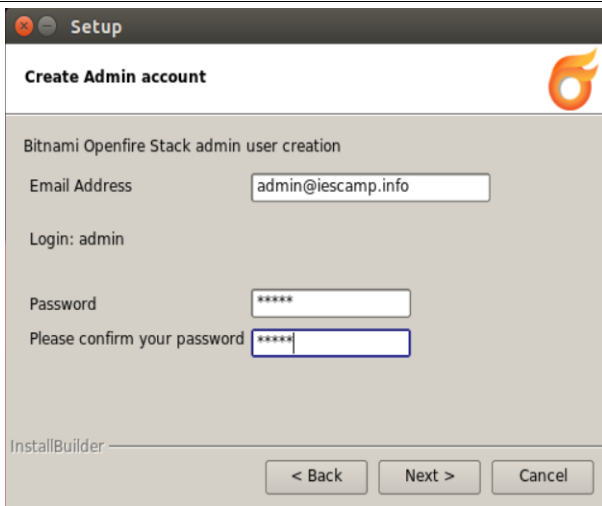 Setup
Create Admin account
Bitnami Openfire Stack admin user creation
Email Address admin@iescamp.info
Login: admin
Password *****
Please confirm your password *****
InstallBuilder
< Back Next > Cancel